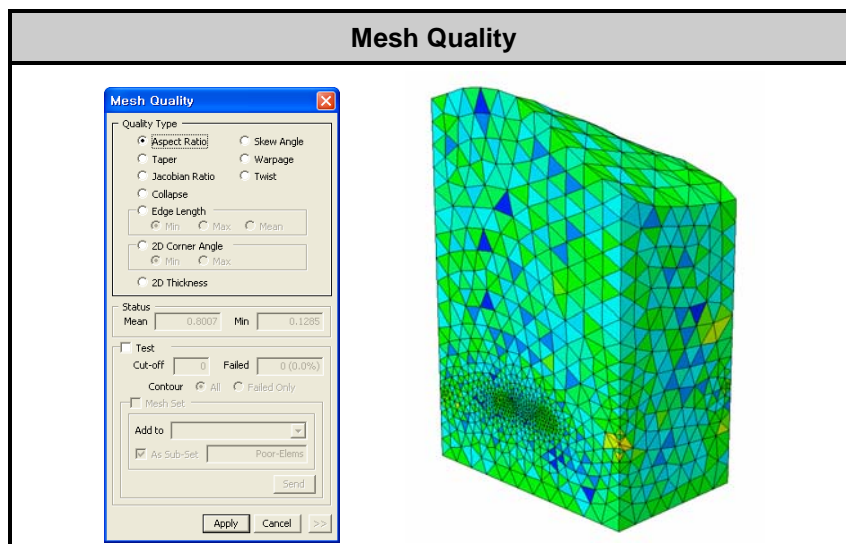 Mesh Quality
Mesh Quality
Quality Type
Aspect Ratio Skew Angle
Taper Warpage
Jacobian Ratio Twist
Collapse
Edge Length
Min Max Mean
2D Corner Angle
Min Max
2D Thickness
Status
Mean 0.8007 Min 0.1285
Test
Cut-off 0 Failed 0 (0.0%)
Contour All Failed Only
Mesh Set
Add to
As Sub-Set Poor-Elems
Send
Apply Cancel >>